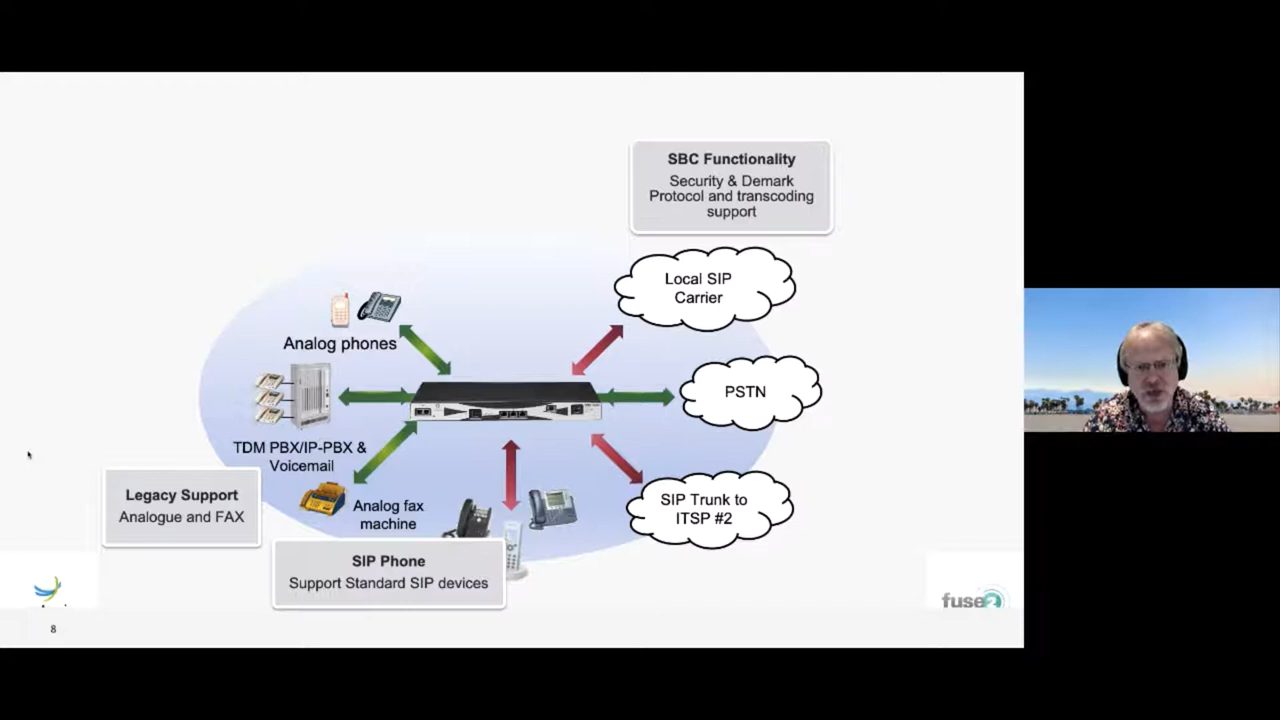 SBC Functionality
Security & Demark
Protocol and transcoding
support
Local SIP
Carrier
Analog phones
PSTN
TDM PBX/IP-PBX &
Voicemail
Legacy Support
Analogue and FAX
Analog fax
machine
SIP Trunk to
ITSP #2
SIP Phone
Support Standard SIP devices
fuse2
8